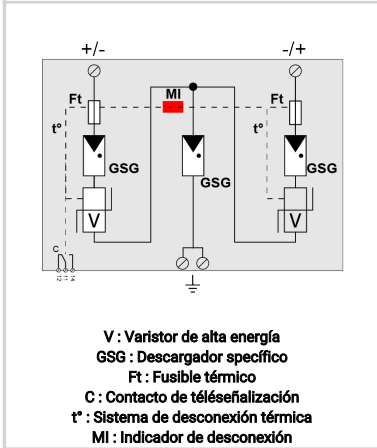 +/-
-/+
MI
Ft
Ft
t°
t°
GSG
GSG
GSG
V
V
C
V : Varistor de alta energía
GSG : Descargador specífico
Ft : Fusible térmico
C : Contacto de téléseñalización
t° : Sistema de desconexión térmica
MI : Indicador de desconexión